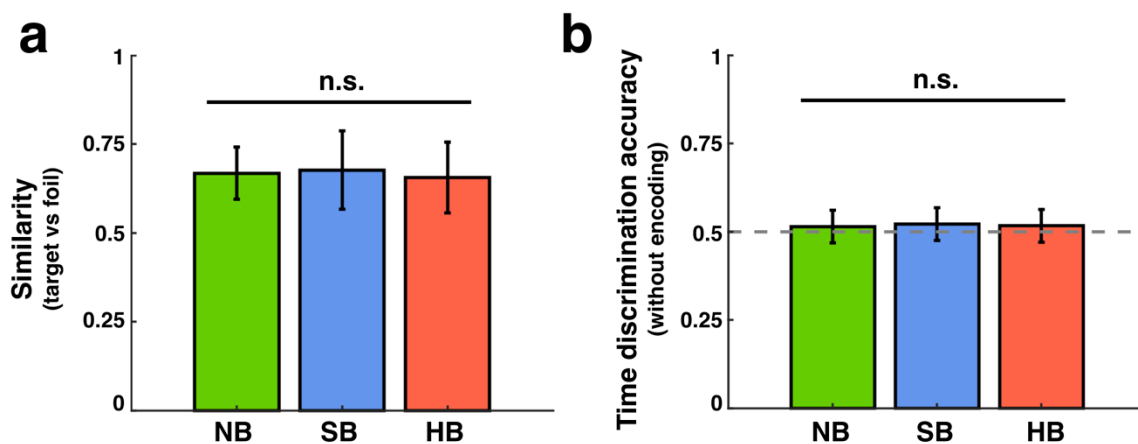 a
Similarity
(target vs foil)
1
0.75
0.5
0.25
0
n.s.
NB SB HB
b
Time discrimination accuracy
(without encoding)
1
0.75
0.5
0.25
0
n.s.
NB SB HB